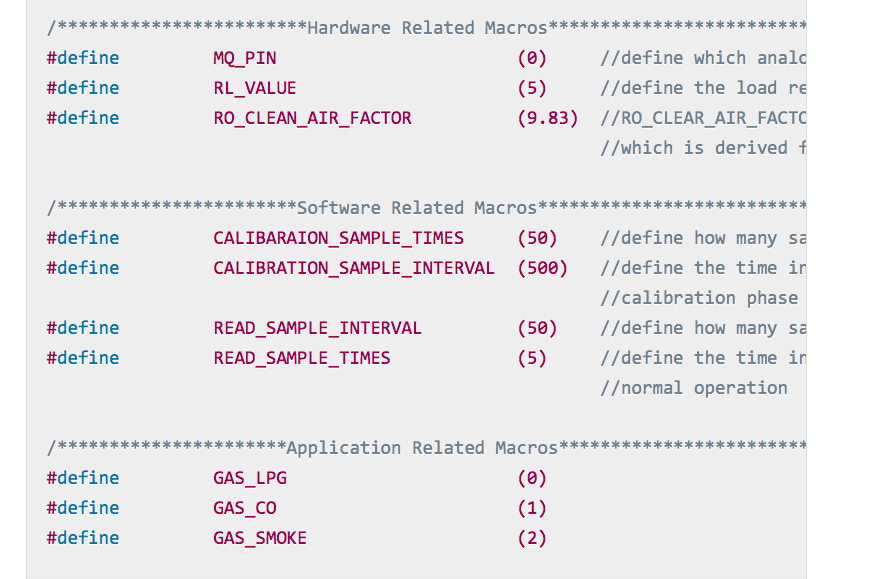 /************************Hardware Related Macros*************************
#define MQ_PIN (0) //define which analo
#define RL_VALUE (5) //define the load re
#define RO_CLEAN_AIR_FACTOR (9.83) //RO_CLEAR_AIR_FACTO
//which is derived f
/***********************Software Related Macros**************************
#define CALIBARAION_SAMPLE_TIMES (50) //define how many sa
#define CALIBRATION_SAMPLE_INTERVAL (500) //define the time in
//calibration phase
#define READ_SAMPLE_INTERVAL (50) //define how many sa
#define READ_SAMPLE_TIMES (5) //define the time in
//normal operation
/**********************Application Related Macros************************
#define GAS_LPG (0)
#define GAS_CO (1)
#define GAS_SMOKE (2)